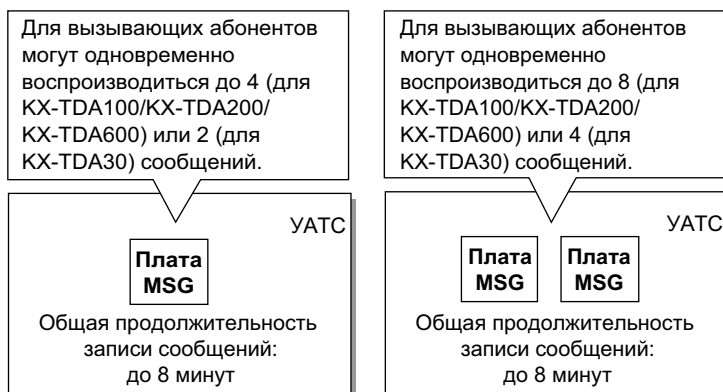 Для вызывающих абонентов
могут одновременно
воспроизводиться до 4 (для
KX-TDA100/KX-TDA200/
KX-TDA600) или 2 (для
KX-TDA30) сообщений.
УАТС
Плата
MSG
Общая продолжительность
записи сообщений:
до 8 минут
Для вызывающих абонентов
могут одновременно
воспроизводиться до 8 (для
KX-TDA100/KX-TDA200/
KX-TDA600) или 4 (для
KX-TDA30) сообщений.
УАТС
Плата
MSG
Плата
MSG
Общая продолжительность
записи сообщений:
до 8 минут